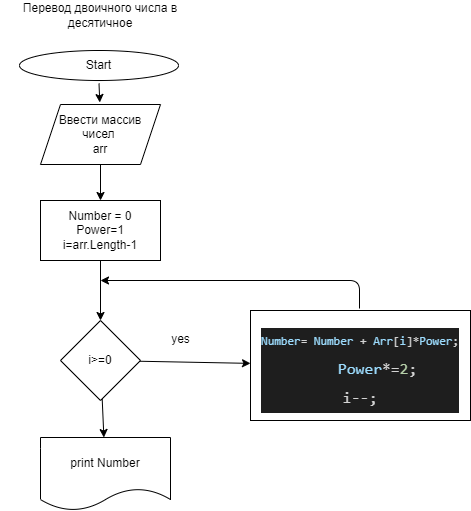 Перевод двоичного числа в
десятичное
Start
Ввести массив
чисел
arr
Number = 0
Power=1
i=arr.Length-1
i>=0
yes
Number= Number + Arr[i]*Power;
Power*=2;
i--;
print Number